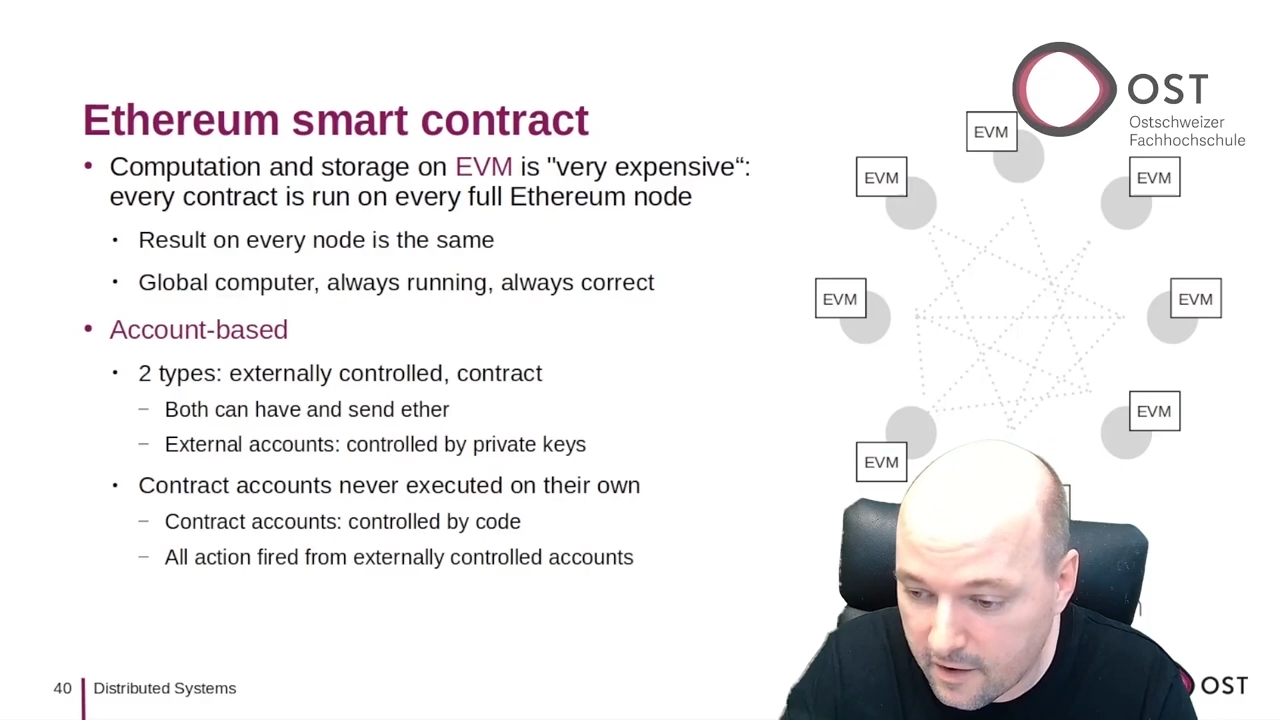 OST
Ostschweizer
Fachhochschule
Ethereum smart contract
• Computation and storage on EVM is "very expensive“:
every contract is run on every full Ethereum node
• Result on every node is the same
• Global computer, always running, always correct
• Account-based
• 2 types: externally controlled, contract
– Both can have and send ether
– External accounts: controlled by private keys
• Contract accounts never executed on their own
– Contract accounts: controlled by code
– All action fired from externally controlled accounts
EVM
EVM
EVM
EVM
EVM
EVM
EVM
40
Distributed Systems
OST